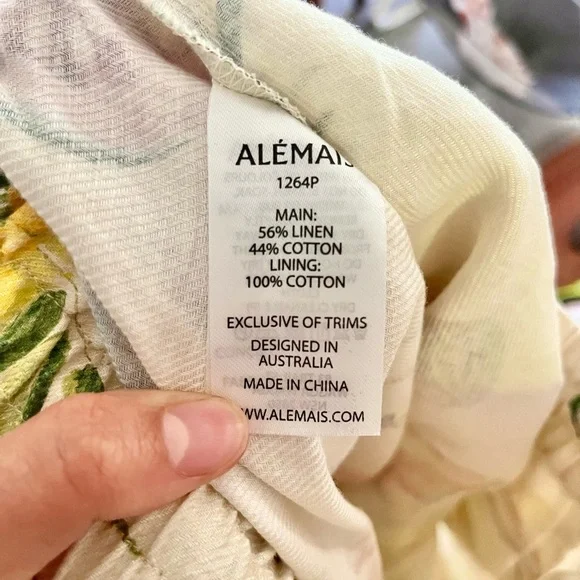 ALÉMAIS
1264P
MAIN:
56% LINEN
44% COTTON
LINING:
100% COTTON
EXCLUSIVE OF TRIMS
DESIGNED IN
AUSTRALIA
MADE IN CHINA
WWW.ALEMAIS.COM